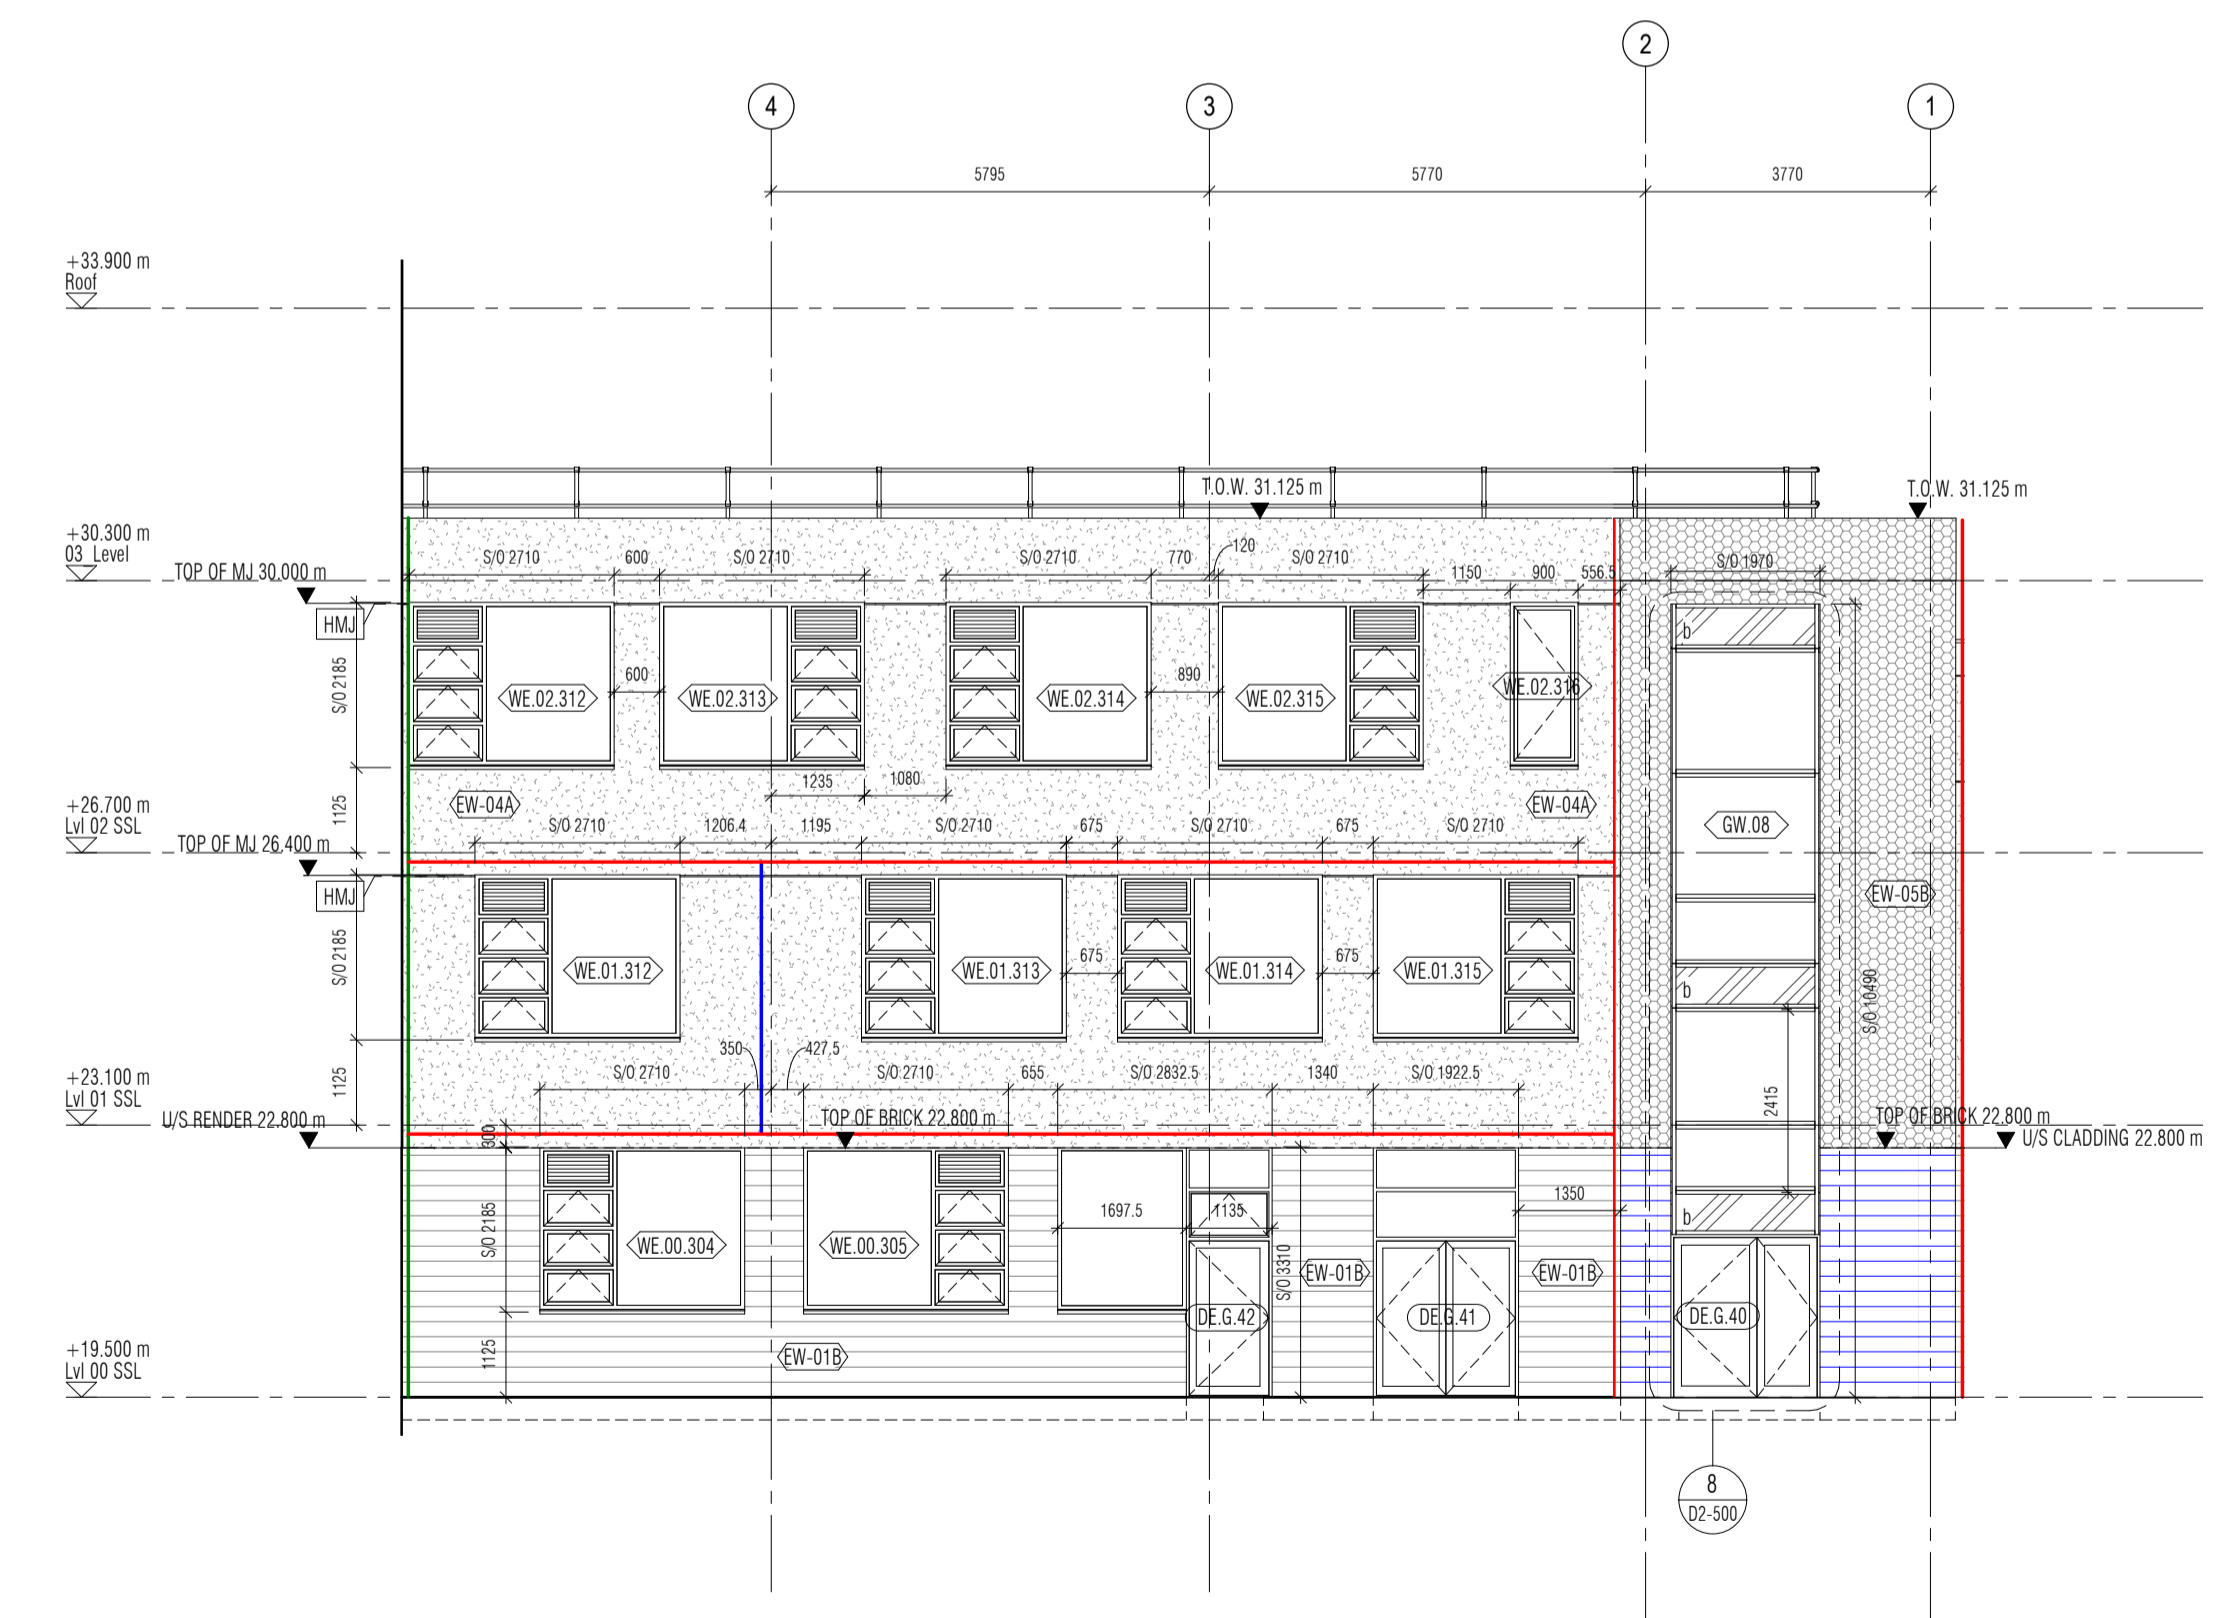 2
4
3
1
5795
5770
3770
+33.900 m
Roof
T.O.W. 31.125 m
T.O.W. 31.125 m
+30.300 m
03 Level
TOP OF MJ 30.000 m
S/O 2710
600
S/O 2710
S/O 2710
770
120
S/O 2710
1150
900
556.5
S/O 1970
HMJ
S/O 2185
WE.02.312
600
WE.02.313
WE.02.314
890
WE.02.315
WE.02.316
b
1235
1080
EW-04A
EW-04A
1125
+26.700 m
Lvl 02 SSL
TOP OF MJ 26.400 m
S/O 2710
1206.4
1195
S/O 2710
675
S/O 2710
675
S/O 2710
GW.08
HMJ
EW-05B
S/O 2185
WE.01.312
WE.01.313
675
WE.01.314
675
WE.01.315
b
S/O 10490
350
427.5
1125
+23.100 m
Lvl 01 SSL
S/O 2710
S/O 2710
655
S/O 2832.5
1340
S/O 1922.5
2415
U/S RENDER 22.800 m
300
TOP OF BRICK 22.800 m
TOP OF BRICK 22.800 m
U/S CLADDING 22.800 m
1350
1697.5
1135
b
S/O 2185
WE.00.304
WE.00.305
S/O 3310
EW-01B
EW-01B
DE.G.42
DE.G.41
DE.G.40
1125
EW-01B
+19.500 m
Lvl 00 SSL
8
D2-500